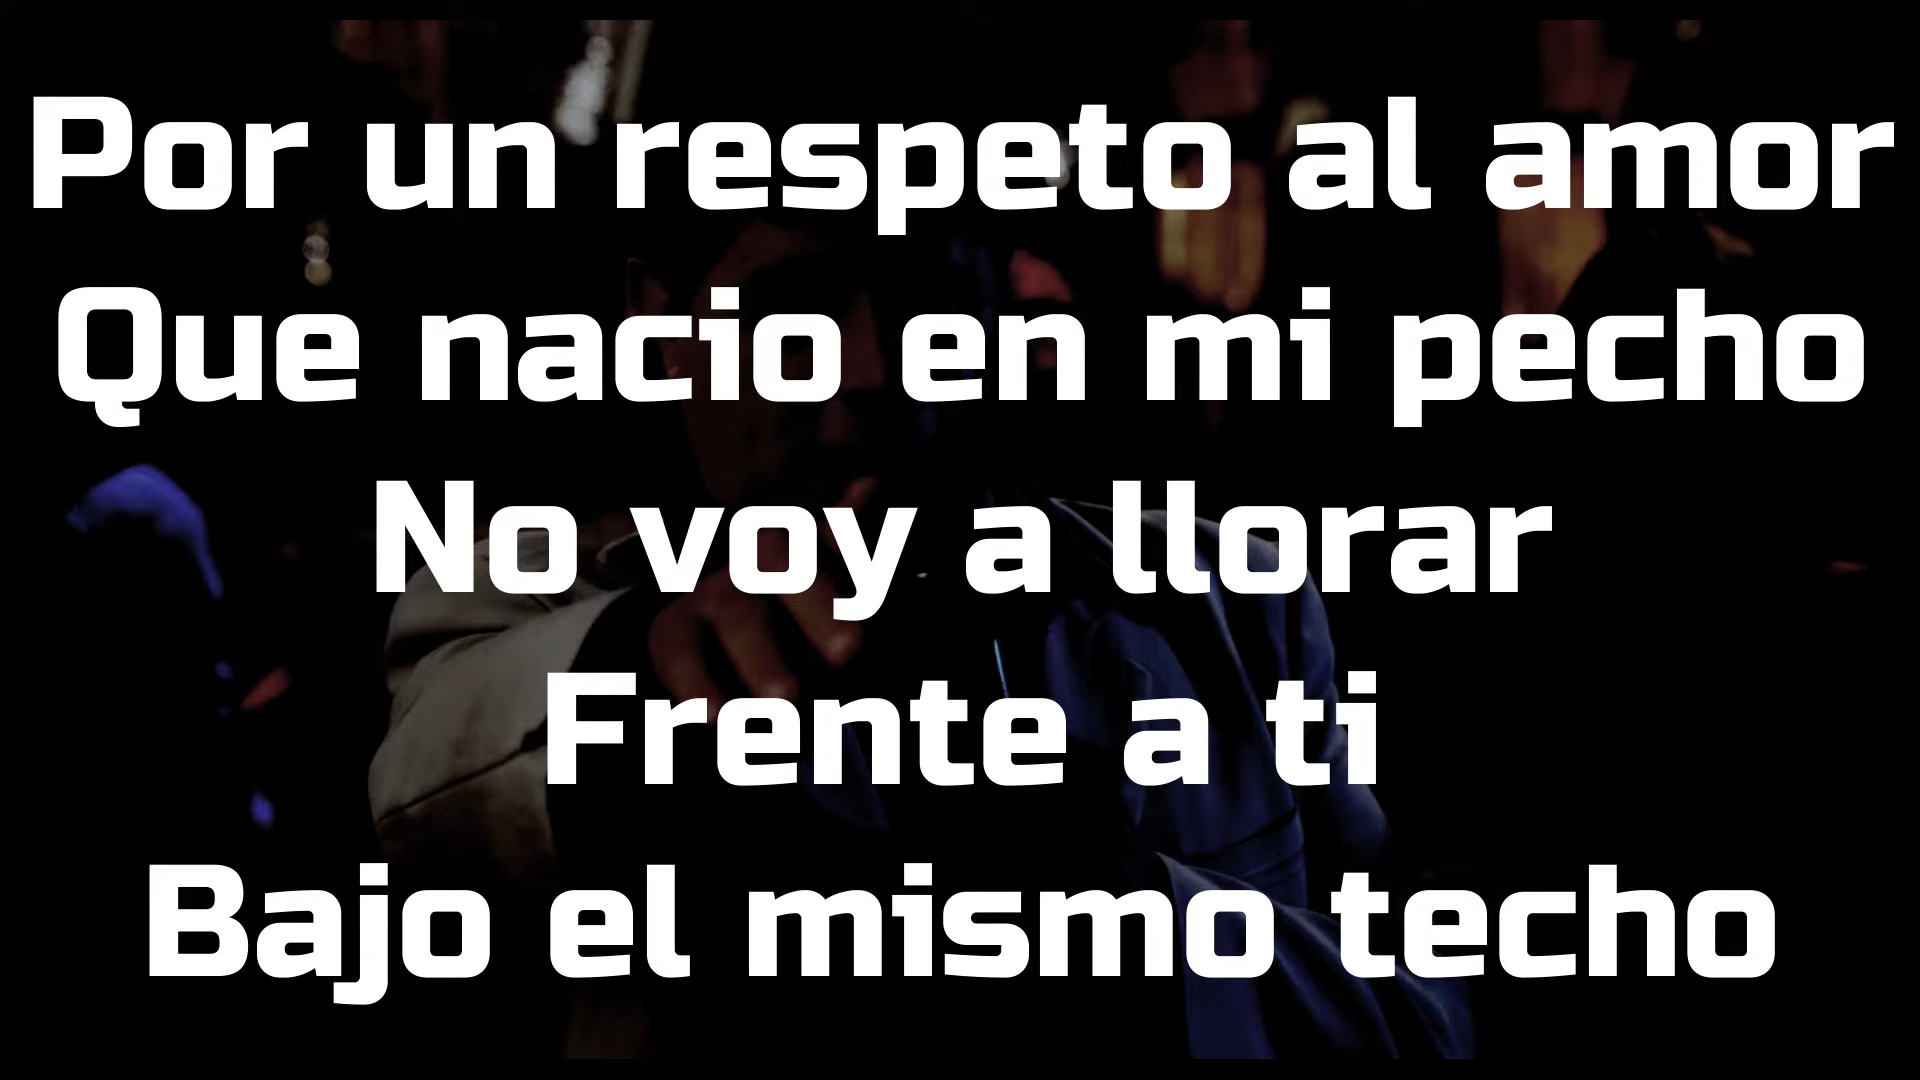 Por un respeto al amor
Que nacio en mi pecho
No voy a llorar
Frente a ti
Bajo el mismo techo